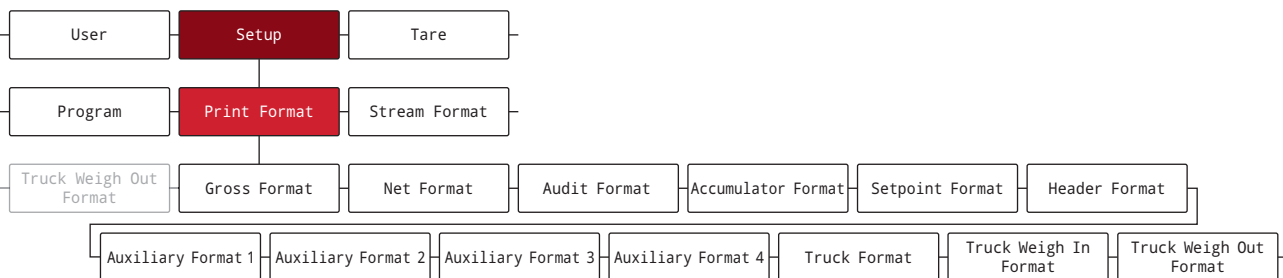 User
Setup
Tare
Program
Print Format
Stream Format
Truck Weigh Out
Format
Gross Format
Net Format
Audit Format
Accumulator Format
Setpoint Format
Header Format
Auxiliary Format 1
Auxiliary Format 2
Auxiliary Format 3
Auxiliary Format 4
Truck Format
Truck Weigh In
Format
Truck Weigh Out
Format